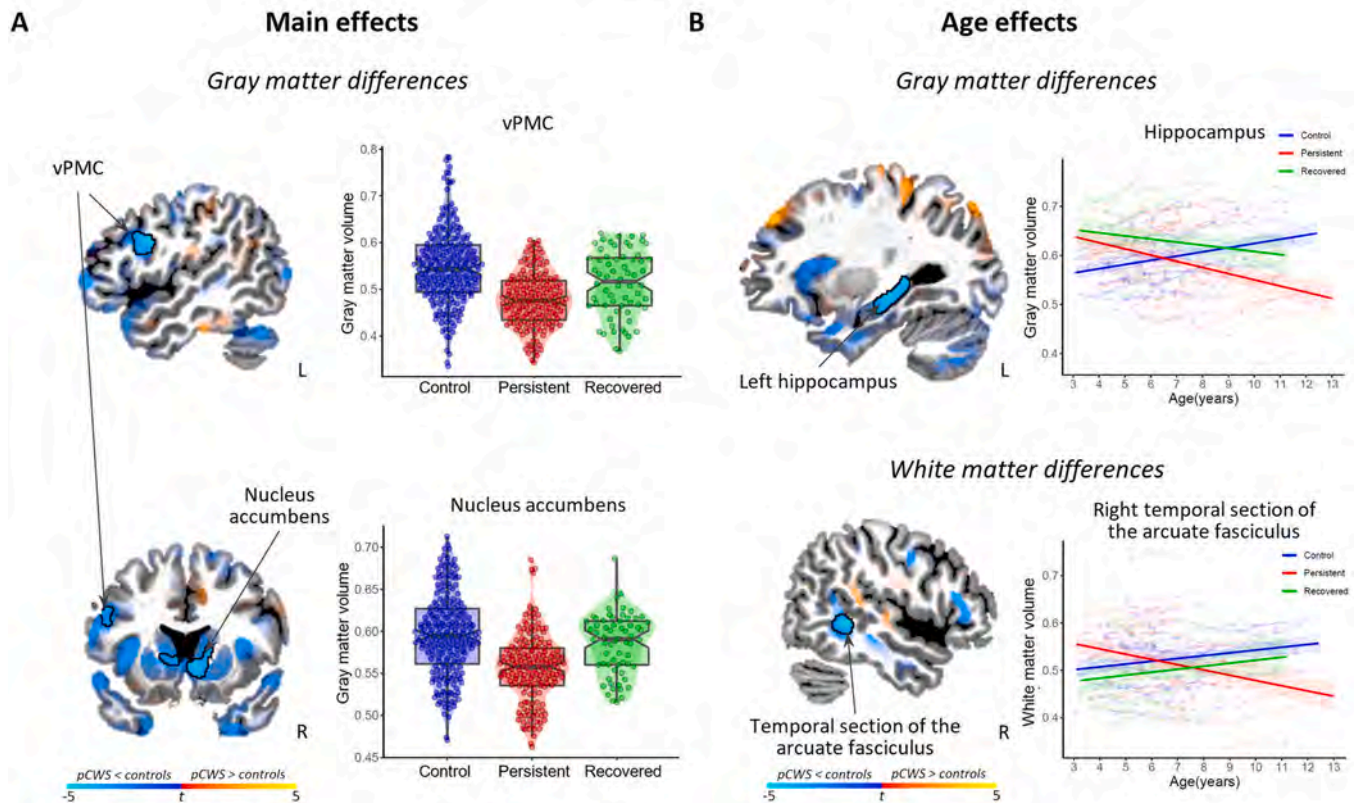 A
Main effects
Gray matter differences
vPMC
vPMC
Gray matter volume
0.8
0.7
0.6
0.5
0.4
Control
Persistent
Recovered
L
Nucleus
accumbens
Nucleus accumbens
Gray matter volume
0.70
0.65
0.60
0.55
0.50
0.45
Control
Persistent
Recovered
R
pCWS < controls
pCWS > controls
-5
t
5
B
Age effects
Gray matter differences
Hippocampus
Control
Persistent
Recovered
Gray matter volume
0.7
0.6
0.5
0.4
3 4 5 6 7 8 9 10 11 12 13
Age(years)
Left hippocampus
L
White matter differences
Right temporal section of
the arcuate fasciculus
Control
Persistent
Recovered
White matter volume
0.7
0.6
0.5
0.4
3 4 5 6 7 8 9 10 11 12 13
Age(years)
Temporal section of the
arcuate fasciculus
R
pCWS < controls
pCWS > controls
-5
t
5